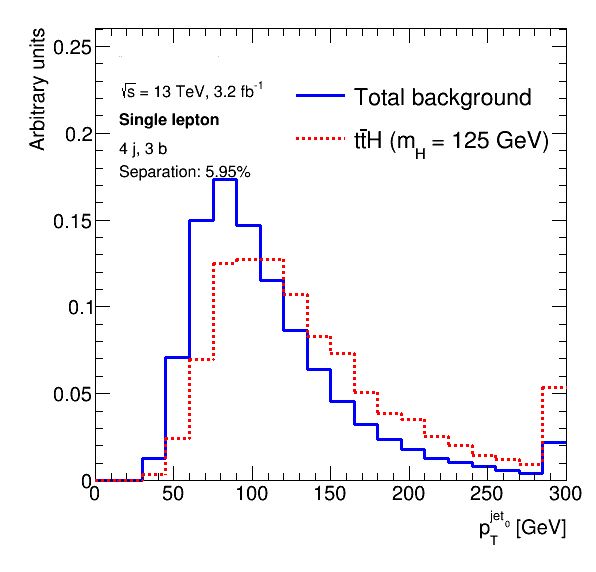 Arbitrary units
0.25
0.2
0.15
0.1
0.05
0
√s = 13 TeV, 3.2 fb⁻¹
Single lepton
4 j, 3 b
Separation: 5.95%
Total background
tt̄H (m_H = 125 GeV)
0 50 100 150 200 250 300
p_T^jet_0 [GeV]